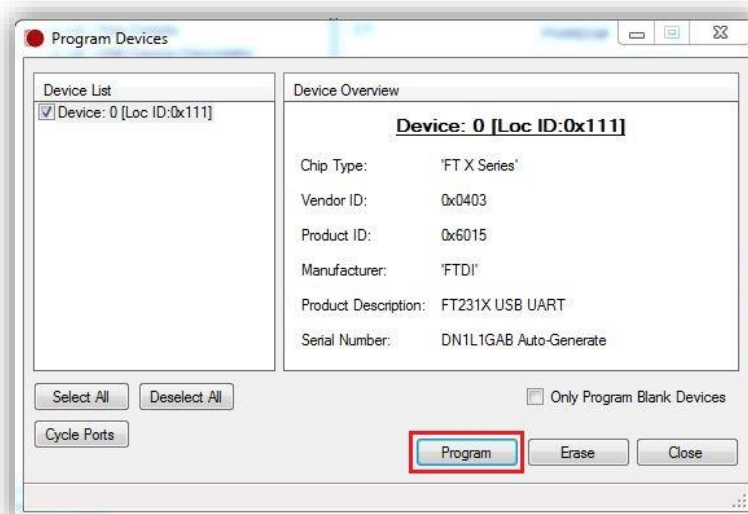 Program Devices
Device List
Device: 0 [Loc ID:0x111]
Device Overview
Device: 0 [Loc ID:0x111]
Chip Type: 'FT X Series'
Vendor ID: 0x0403
Product ID: 0x6015
Manufacturer: 'FTDI'
Product Description: FT231X USB UART
Serial Number: DN1L1GAB Auto-Generate
Select All Deselect All
Only Program Blank Devices
Cycle Ports
Program Erase Close